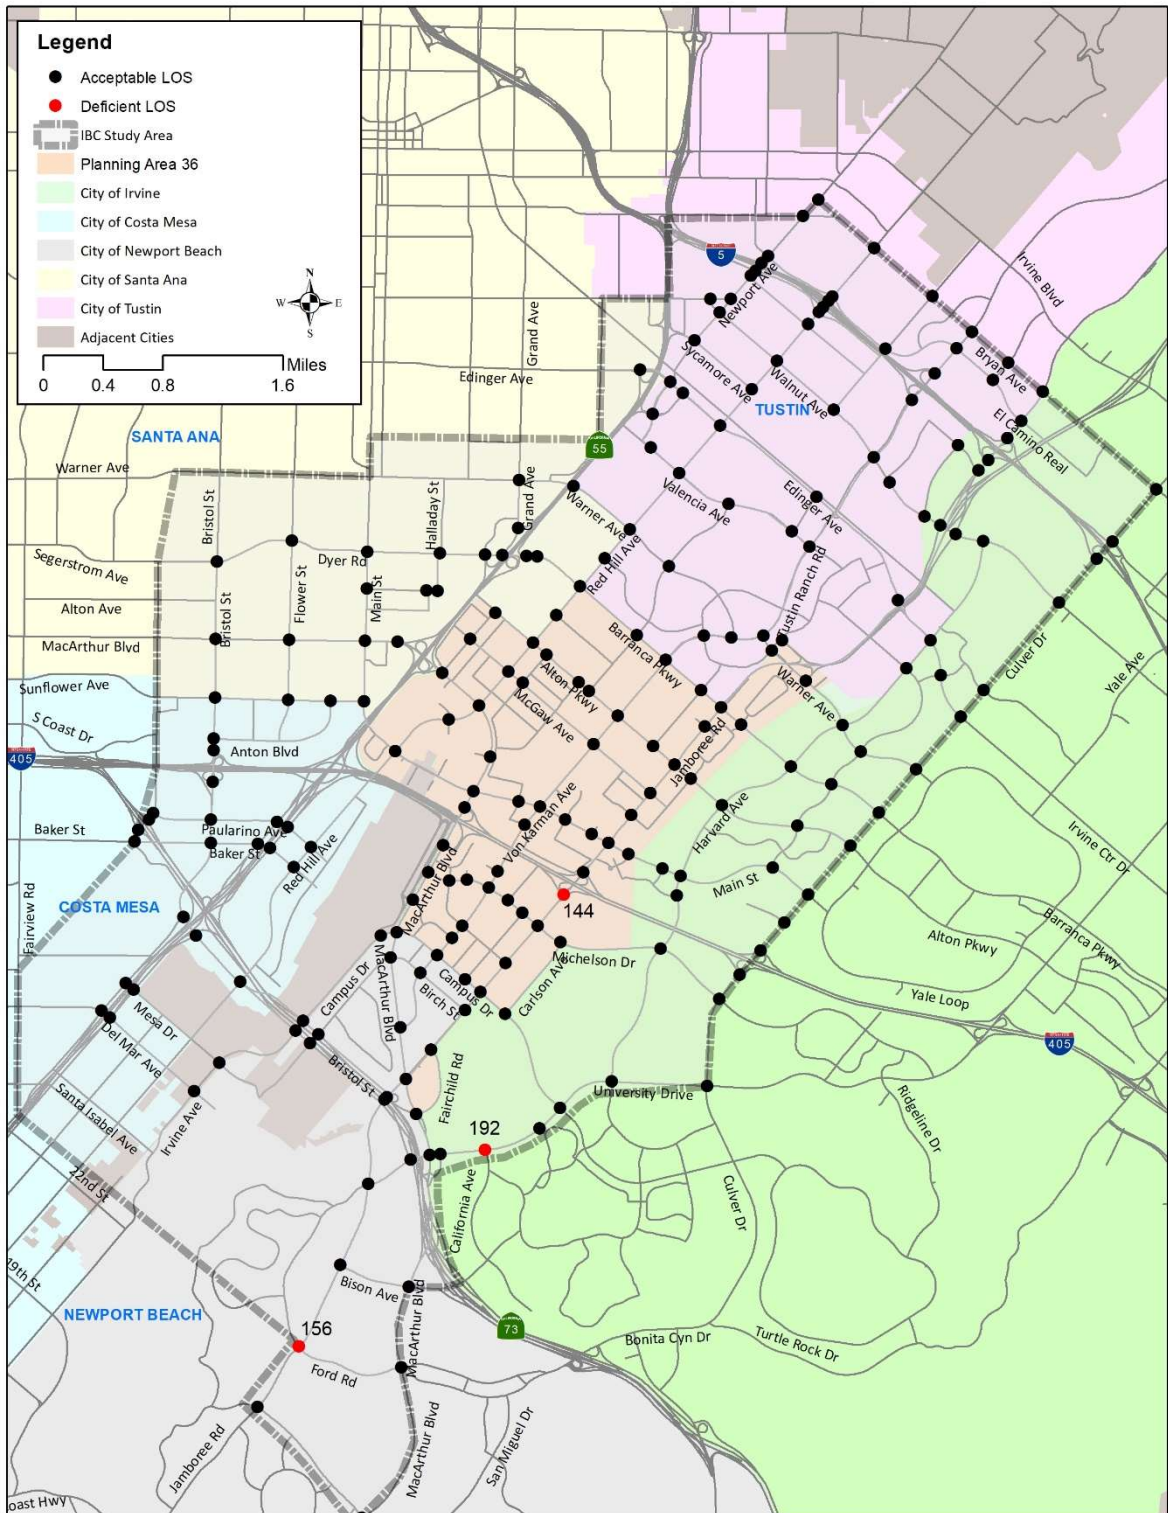 Legend
Acceptable LOS
Deficient LOS
IBC Study Area
Planning Area 36
City of Irvine
City of Costa Mesa
City of Newport Beach
City of Santa Ana
City of Tustin
Adjacent Cities
N
W E
S
Miles
0 0.4 0.8 1.6
5
Irvine Blvd
Newport Ave
Grand Ave
Sycamore Ave
Bryan Ave
Edinger Ave
Walnut Ave
TUSTIN
El Camino Real
SANTA ANA
55
Warner Ave
Bristol St
Halladay St
Grand Ave
Warner Ave
Valencia Ave
Edinger Ave
Segerstrom Ave
Dyer Rd
Red Hill Ave
Tustin Ranch Rd
Alton Ave
Bristol St
Flower St
Main St
MacArthur Blvd
Barranca Pkwy
Culver Dr
Yale Ave
Sunflower Ave
Alton Pkwy
Warner Ave
S Coast Dr
McGaw Ave
Anton Blvd
Jamboree Rd
405
Baker St
Paularino Ave
Von Karman Ave
Harvard Ave
Irvine Ctr Dr
Baker St
Red Hill Ave
MacArthur Blvd
Main St
COSTA MESA
144
Fairview Rd
Barranca Pkwy
Alton Pkwy
Michelson Dr
Campus Dr
MacArthur Blvd
Campus Dr
Carlson Ave
Birch St
Yale Loop
Mesa Dr
405
Del Mar Ave
Bristol St
Fairchild Rd
University Drive
Santa Isabel Ave
Irvine Ave
Ridgeline Dr
192
22nd St
California Ave
Culver Dr
19th St
Bison Ave
NEWPORT BEACH
MacArthur Blvd
156
73
Bonita Cyn Dr
Turtle Rock Dr
Ford Rd
Jamboree Rd
MacArthur Blvd
San Miguel Dr
oast Hwy